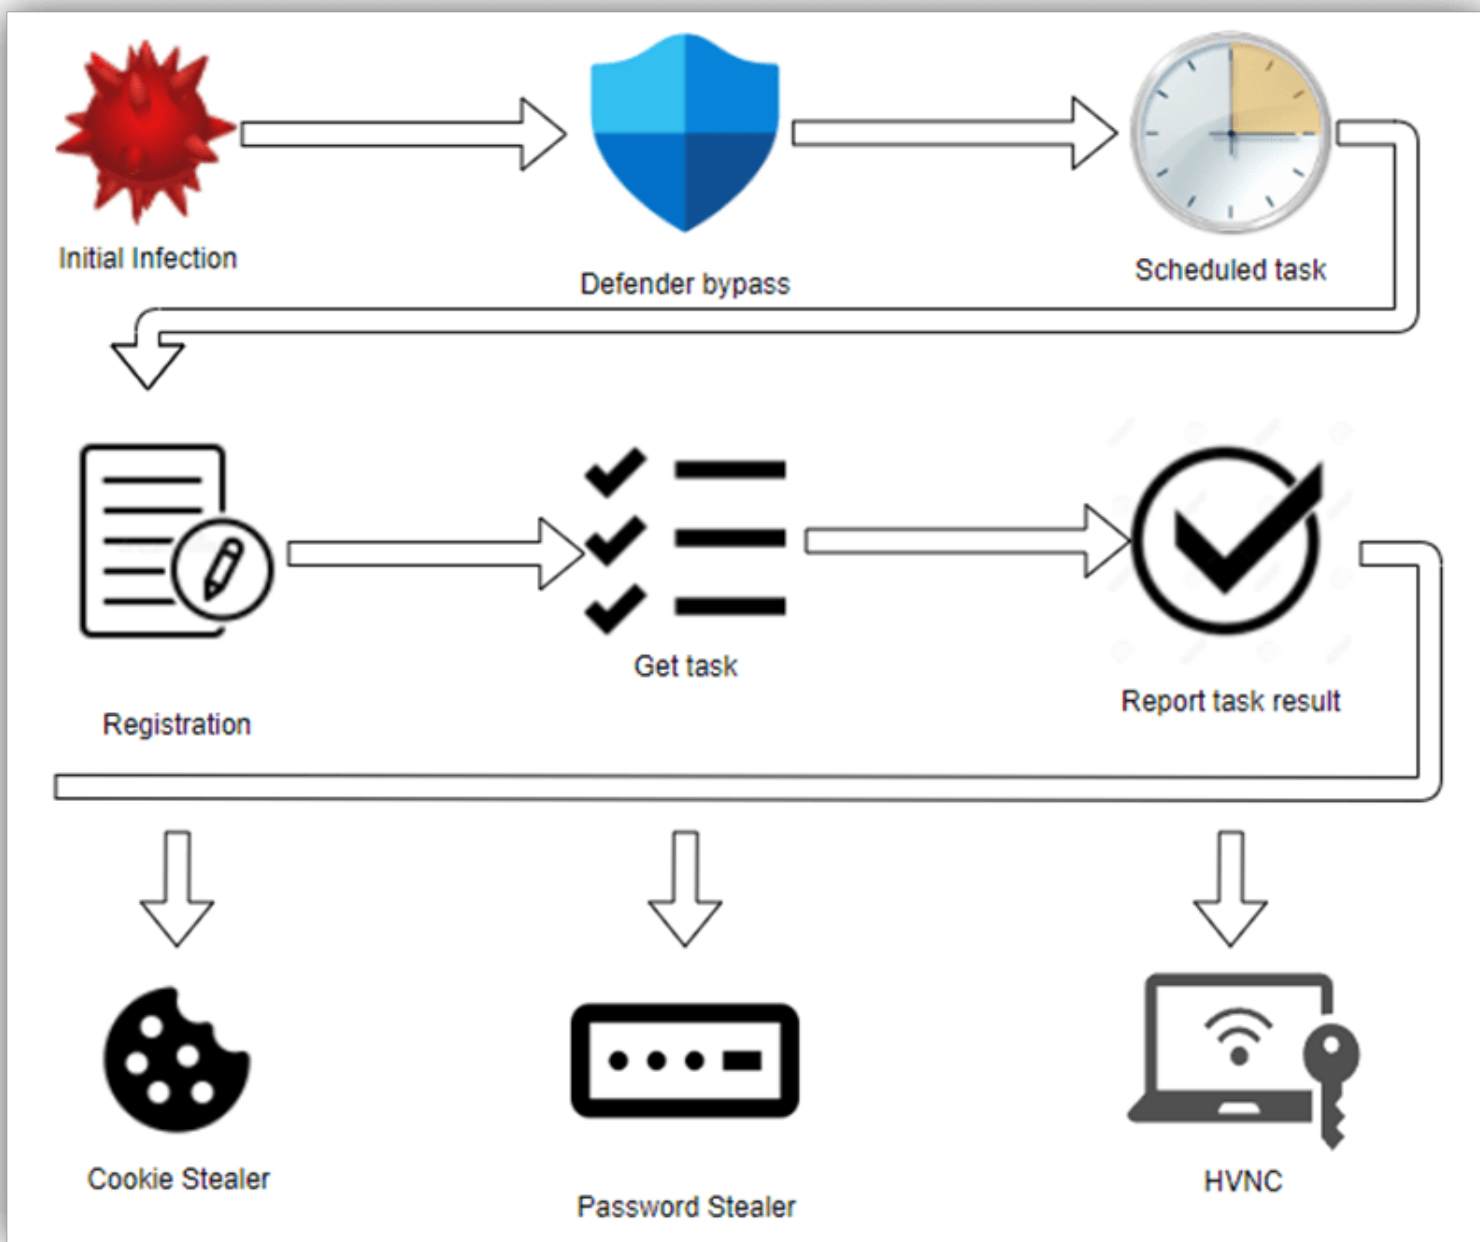 Initial Infection
Defender bypass
Scheduled task
Registration
Get task
Report task result
Cookie Stealer
Password Stealer
HVNC